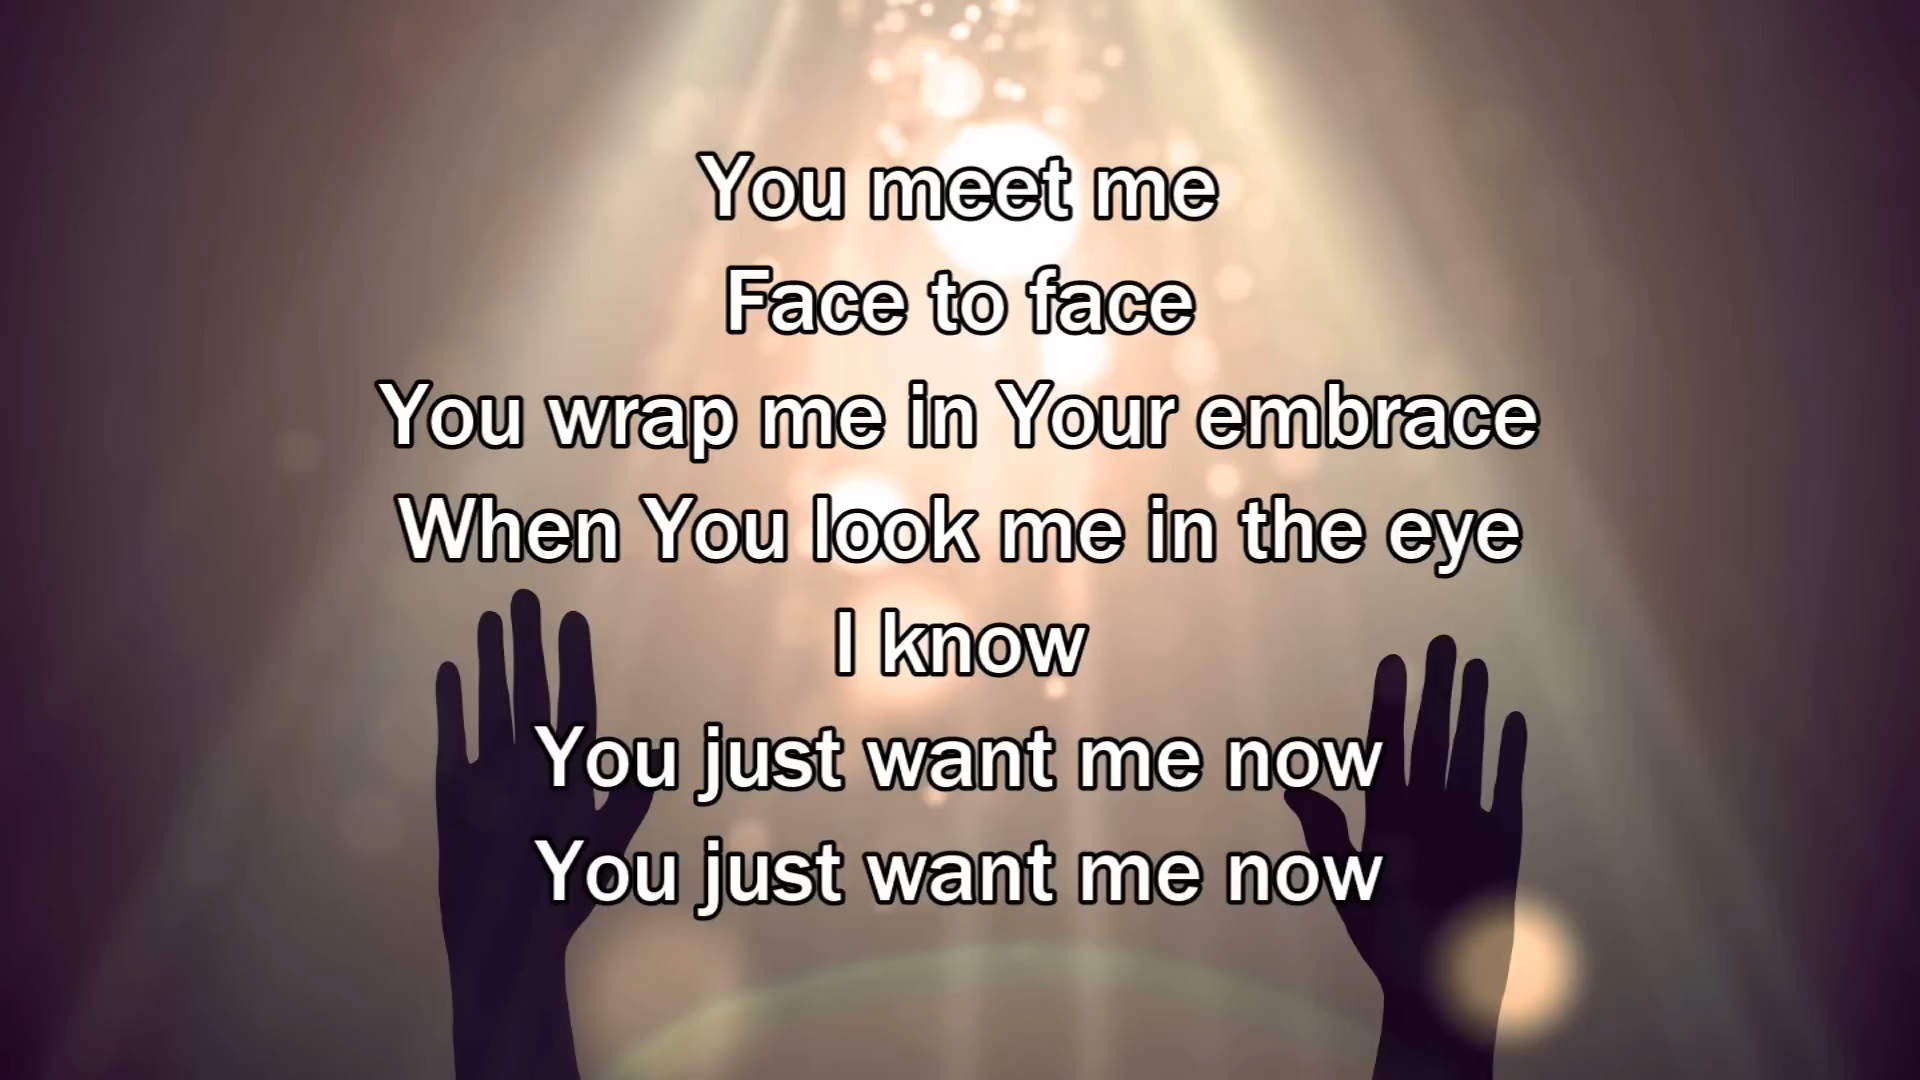 You meet me
Face to face
You wrap me in Your embrace
When You look me in the eye
I know
You just want me now
You just want me now